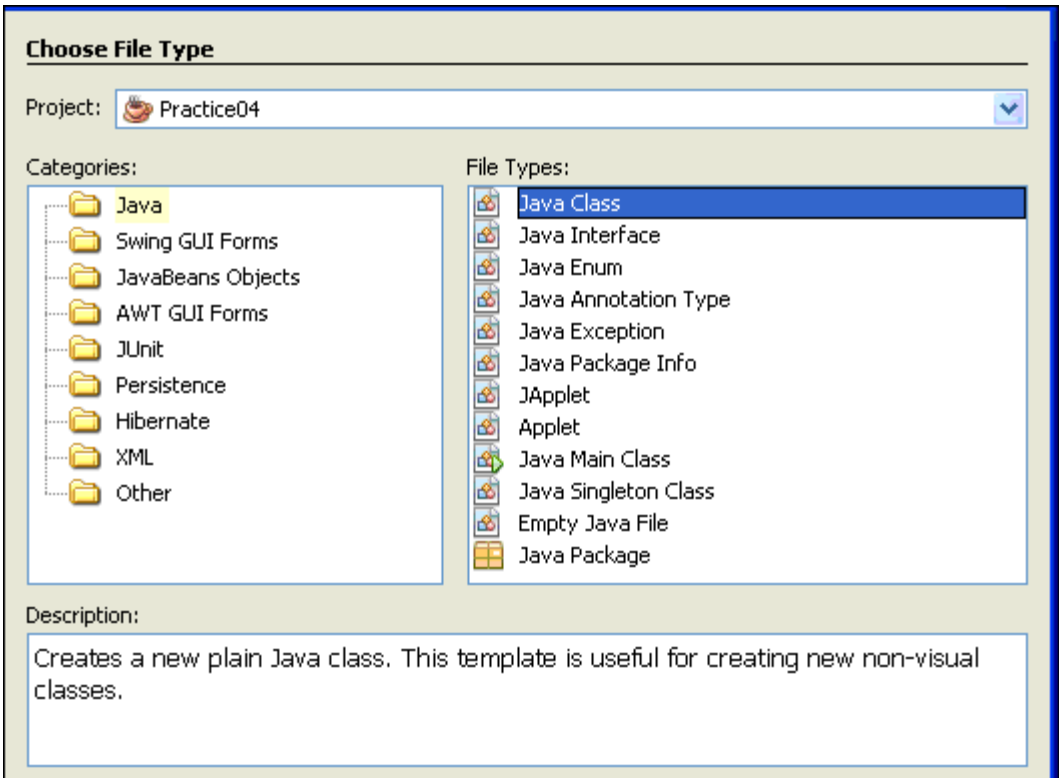 Choose File Type
Project: Practice04
Categories:
Java
Swing GUI Forms
JavaBeans Objects
AWT GUI Forms
JUnit
Persistence
Hibernate
XML
Other
File Types:
Java Class
Java Interface
Java Enum
Java Annotation Type
Java Exception
Java Package Info
JApplet
Applet
Java Main Class
Java Singleton Class
Empty Java File
Java Package
Description:
Creates a new plain Java class. This template is useful for creating new non-visual
classes.